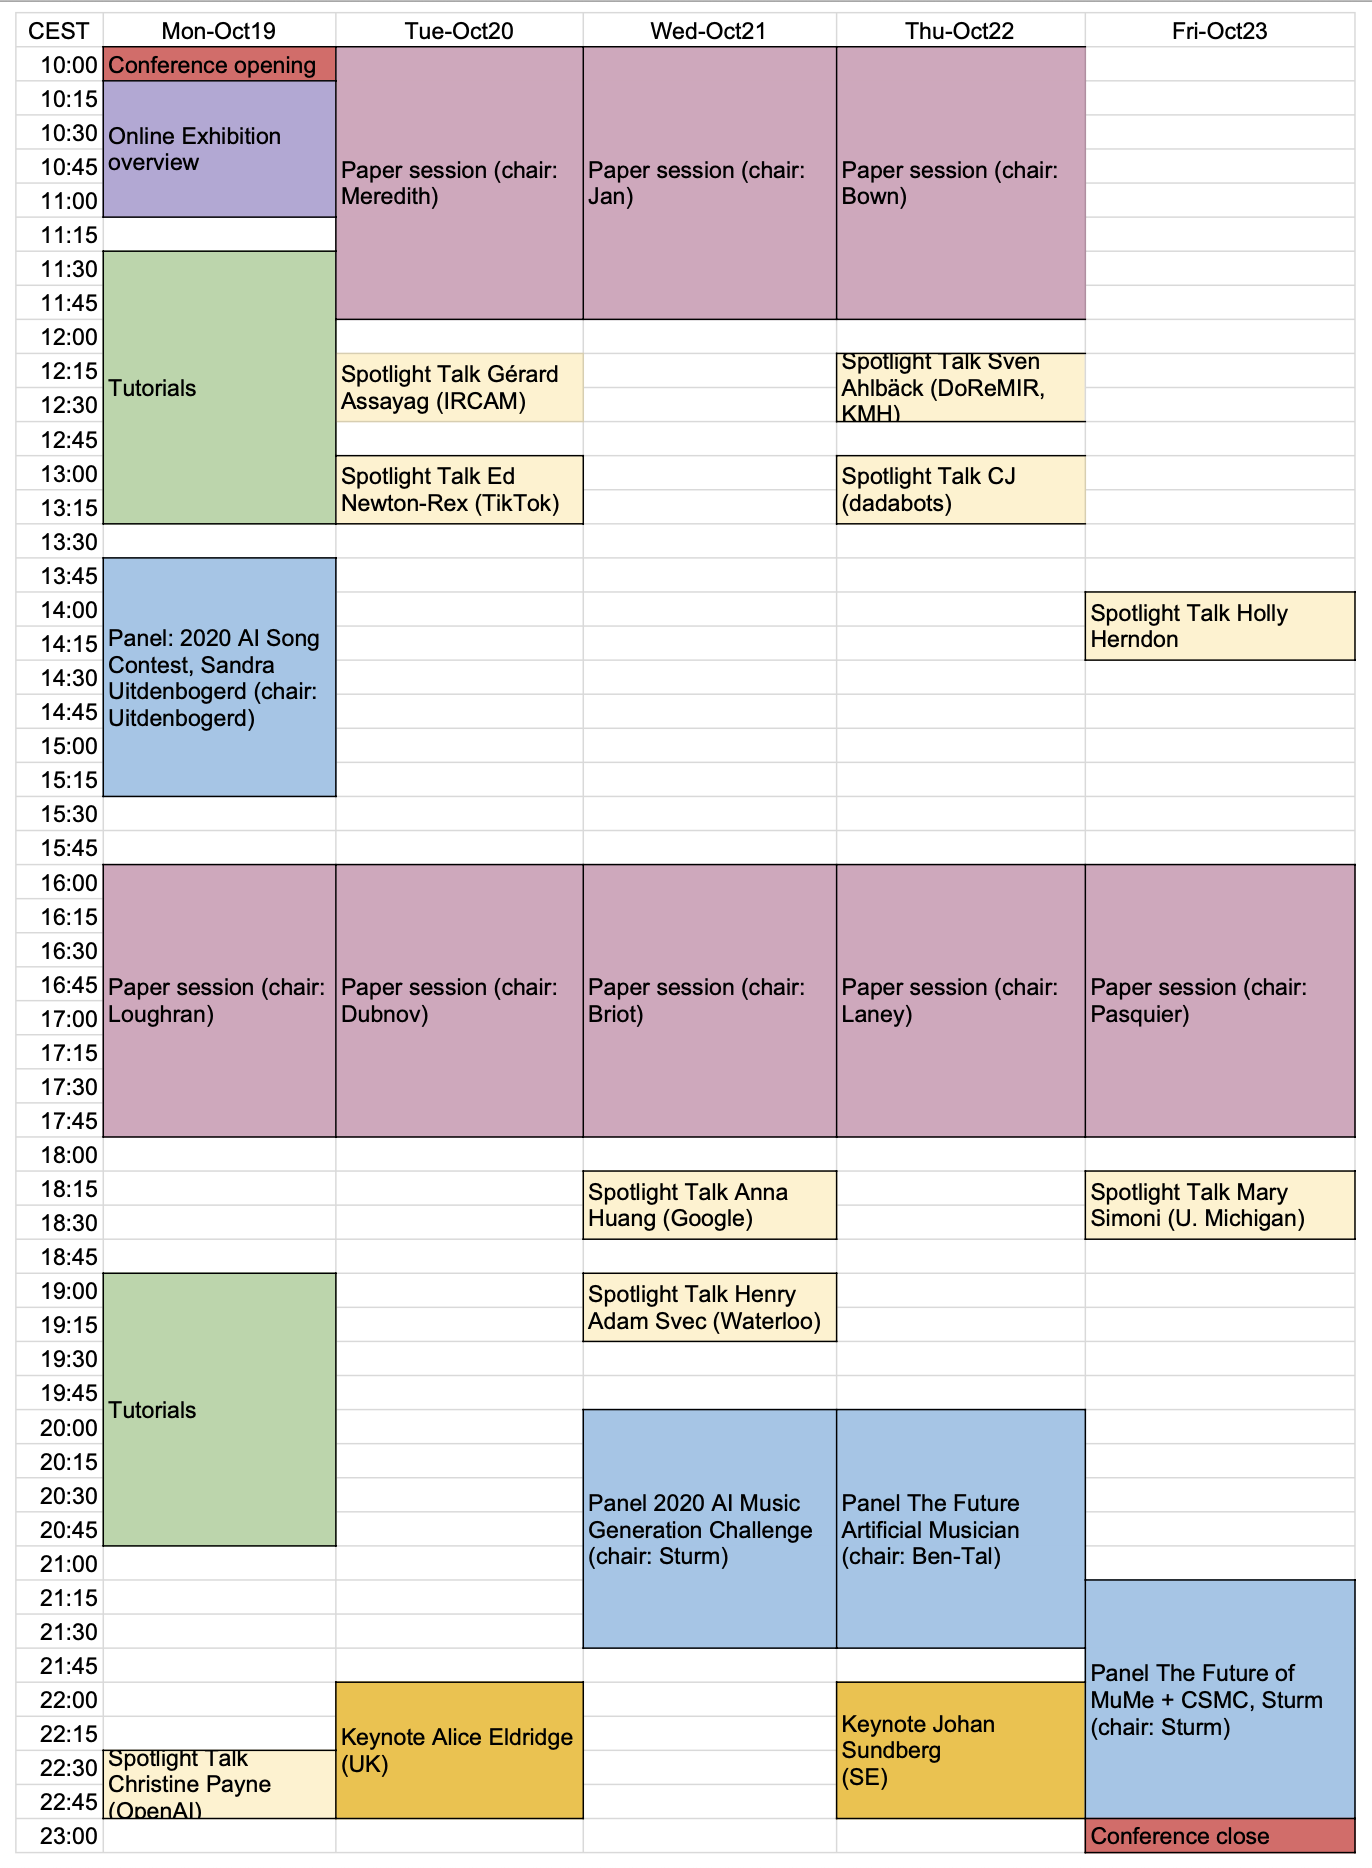 CEST Mon-Oct19 Tue-Oct20 Wed-Oct21 Thu-Oct22 Fri-Oct23
10:00 Conference opening
10:15
10:30 Online Exhibition
10:45 overview
Paper session (chair:
Meredith)
Paper session (chair:
Jan)
Paper session (chair:
Bown)
11:00
11:15
11:30
11:45
12:00
12:15
12:30
Tutorials
Spotlight Talk Gérard
Assayag (IRCAM)
Spotlight Talk Sven
Ahlbäck (DoReMIR,
KMH)
12:45
13:00
13:15
Spotlight Talk Ed
Newton-Rex (TikTok)
Spotlight Talk CJ
(dadabots)
13:30
13:45
14:00
14:15
Spotlight Talk Holly
Herndon
Panel: 2020 AI Song
Contest, Sandra
Uitdenbogerd (chair:
Uitdenbogerd)
14:30
14:45
15:00
15:15
15:30
15:45
16:00
16:15
16:30
16:45
17:00
Paper session (chair:
Loughran)
Paper session (chair:
Dubnov)
Paper session (chair:
Briot)
Paper session (chair:
Laney)
Paper session (chair:
Pasquier)
17:15
17:30
17:45
18:00
18:15
18:30
Spotlight Talk Anna
Huang (Google)
Spotlight Talk Mary
Simoni (U. Michigan)
18:45
19:00
19:15
Spotlight Talk Henry
Adam Svec (Waterloo)
19:30
19:45
Tutorials
20:00
20:15
20:30
20:45
21:00
Panel 2020 AI Music
Generation Challenge
(chair: Sturm)
Panel The Future
Artificial Musician
(chair: Ben-Tal)
21:15
21:30
21:45
22:00
22:15
Panel The Future of
MuMe + CSMC, Sturm
(chair: Sturm)
Keynote Alice Eldridge
(UK)
Keynote Johan
Sundberg
(SE)
22:30
22:45
Spotlight Talk
Christine Payne
(OpenAI)
23:00 Conference close